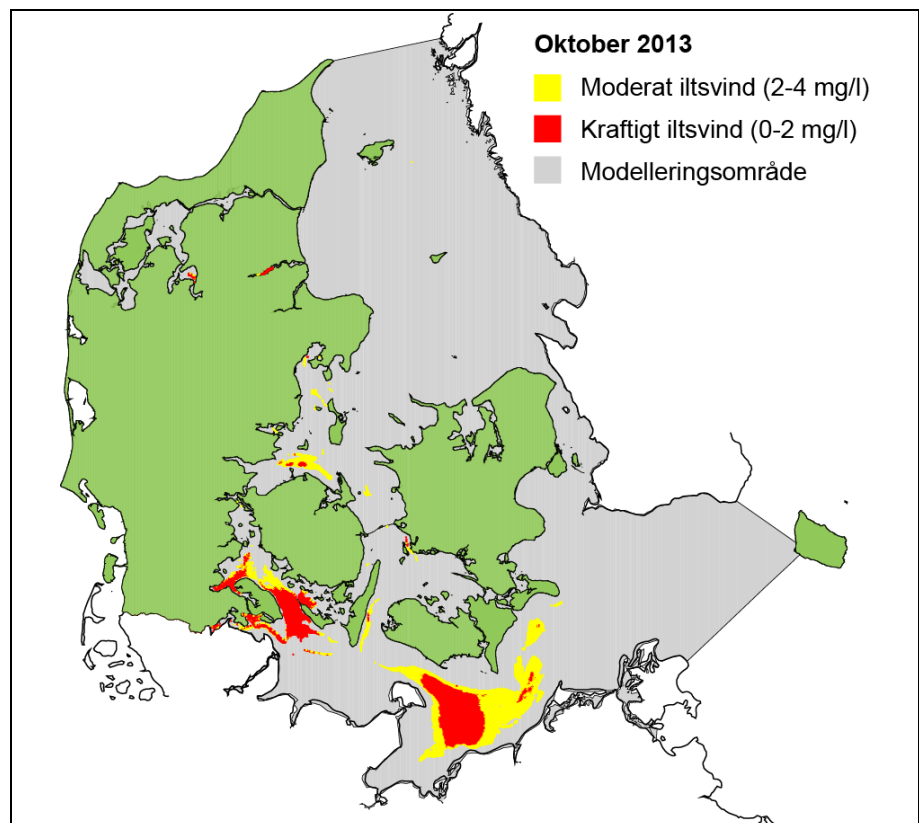 Oktober 2013
Moderat iltsvind (2-4 mg/l)
Kraftigt iltsvind (0-2 mg/l)
Modelleringsområde